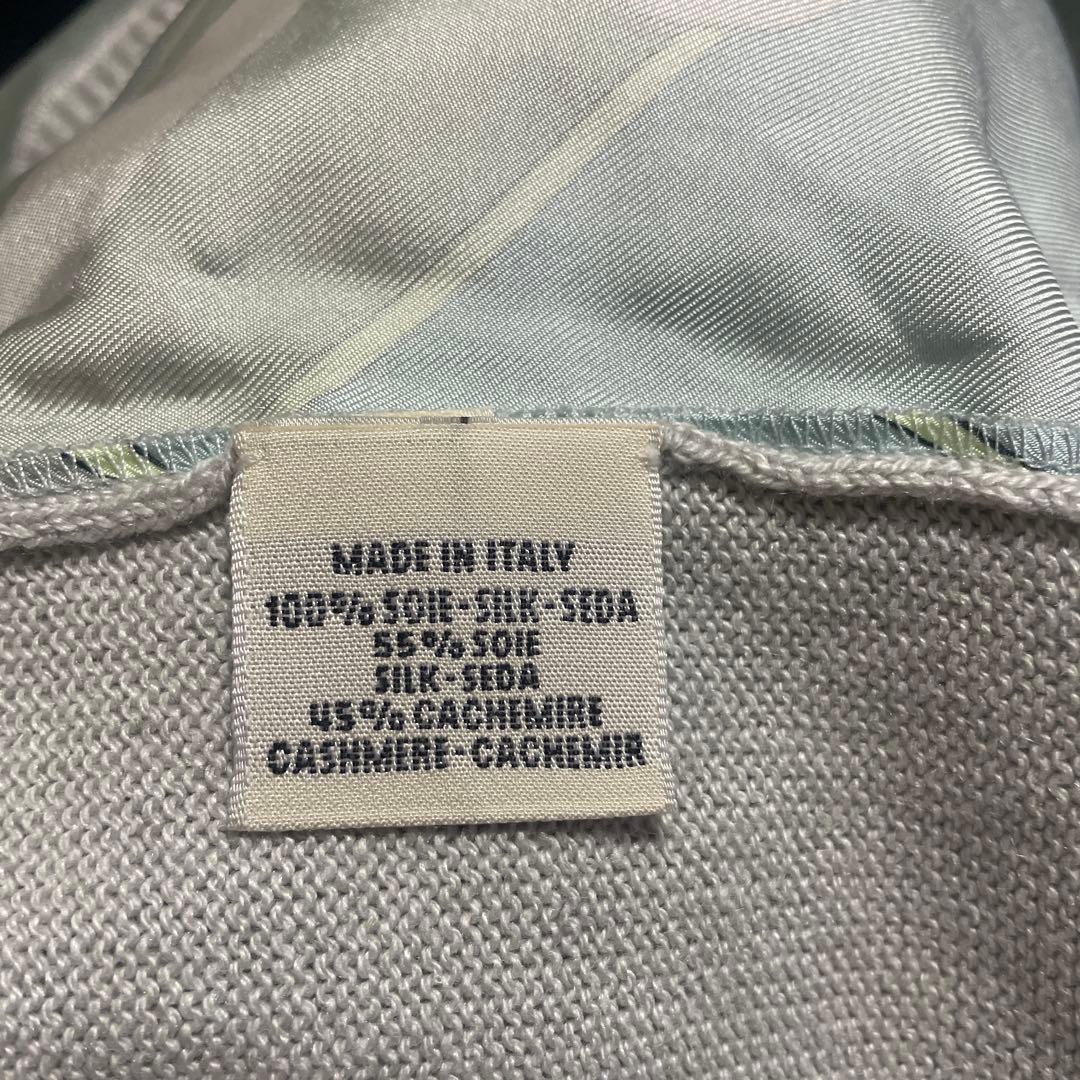 MADE IN ITALY
100% SOIE-SILK-SEDA
55% SOIE
SILK-SEDA
45% CACHEMIRE
CASHMERE-CACHEMIR